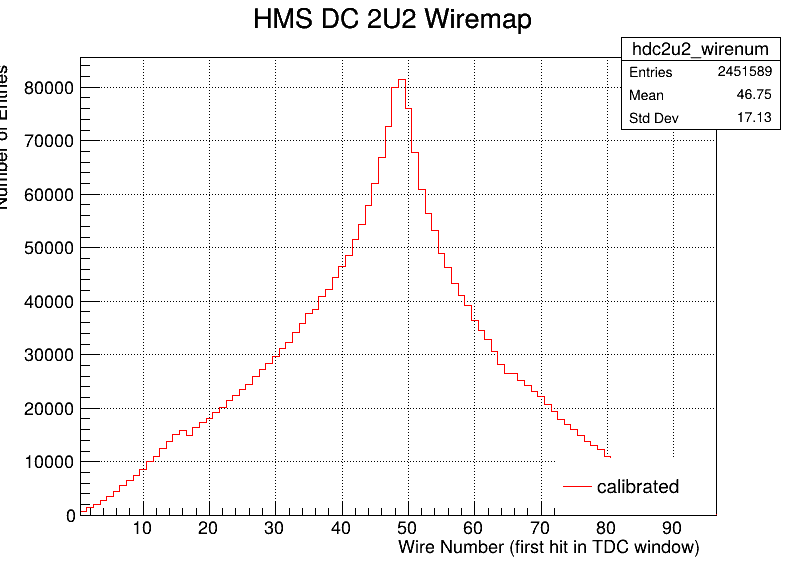 HMS DC 2U2 Wiremap
hdc2u2_wirenum
Entries 2451589
Mean 46.75
Std Dev 17.13
Number of Entries
80000
70000
60000
50000
40000
30000
20000
10000
0
calibrated
10 20 30 40 50 60 70 80 90
Wire Number (first hit in TDC window)